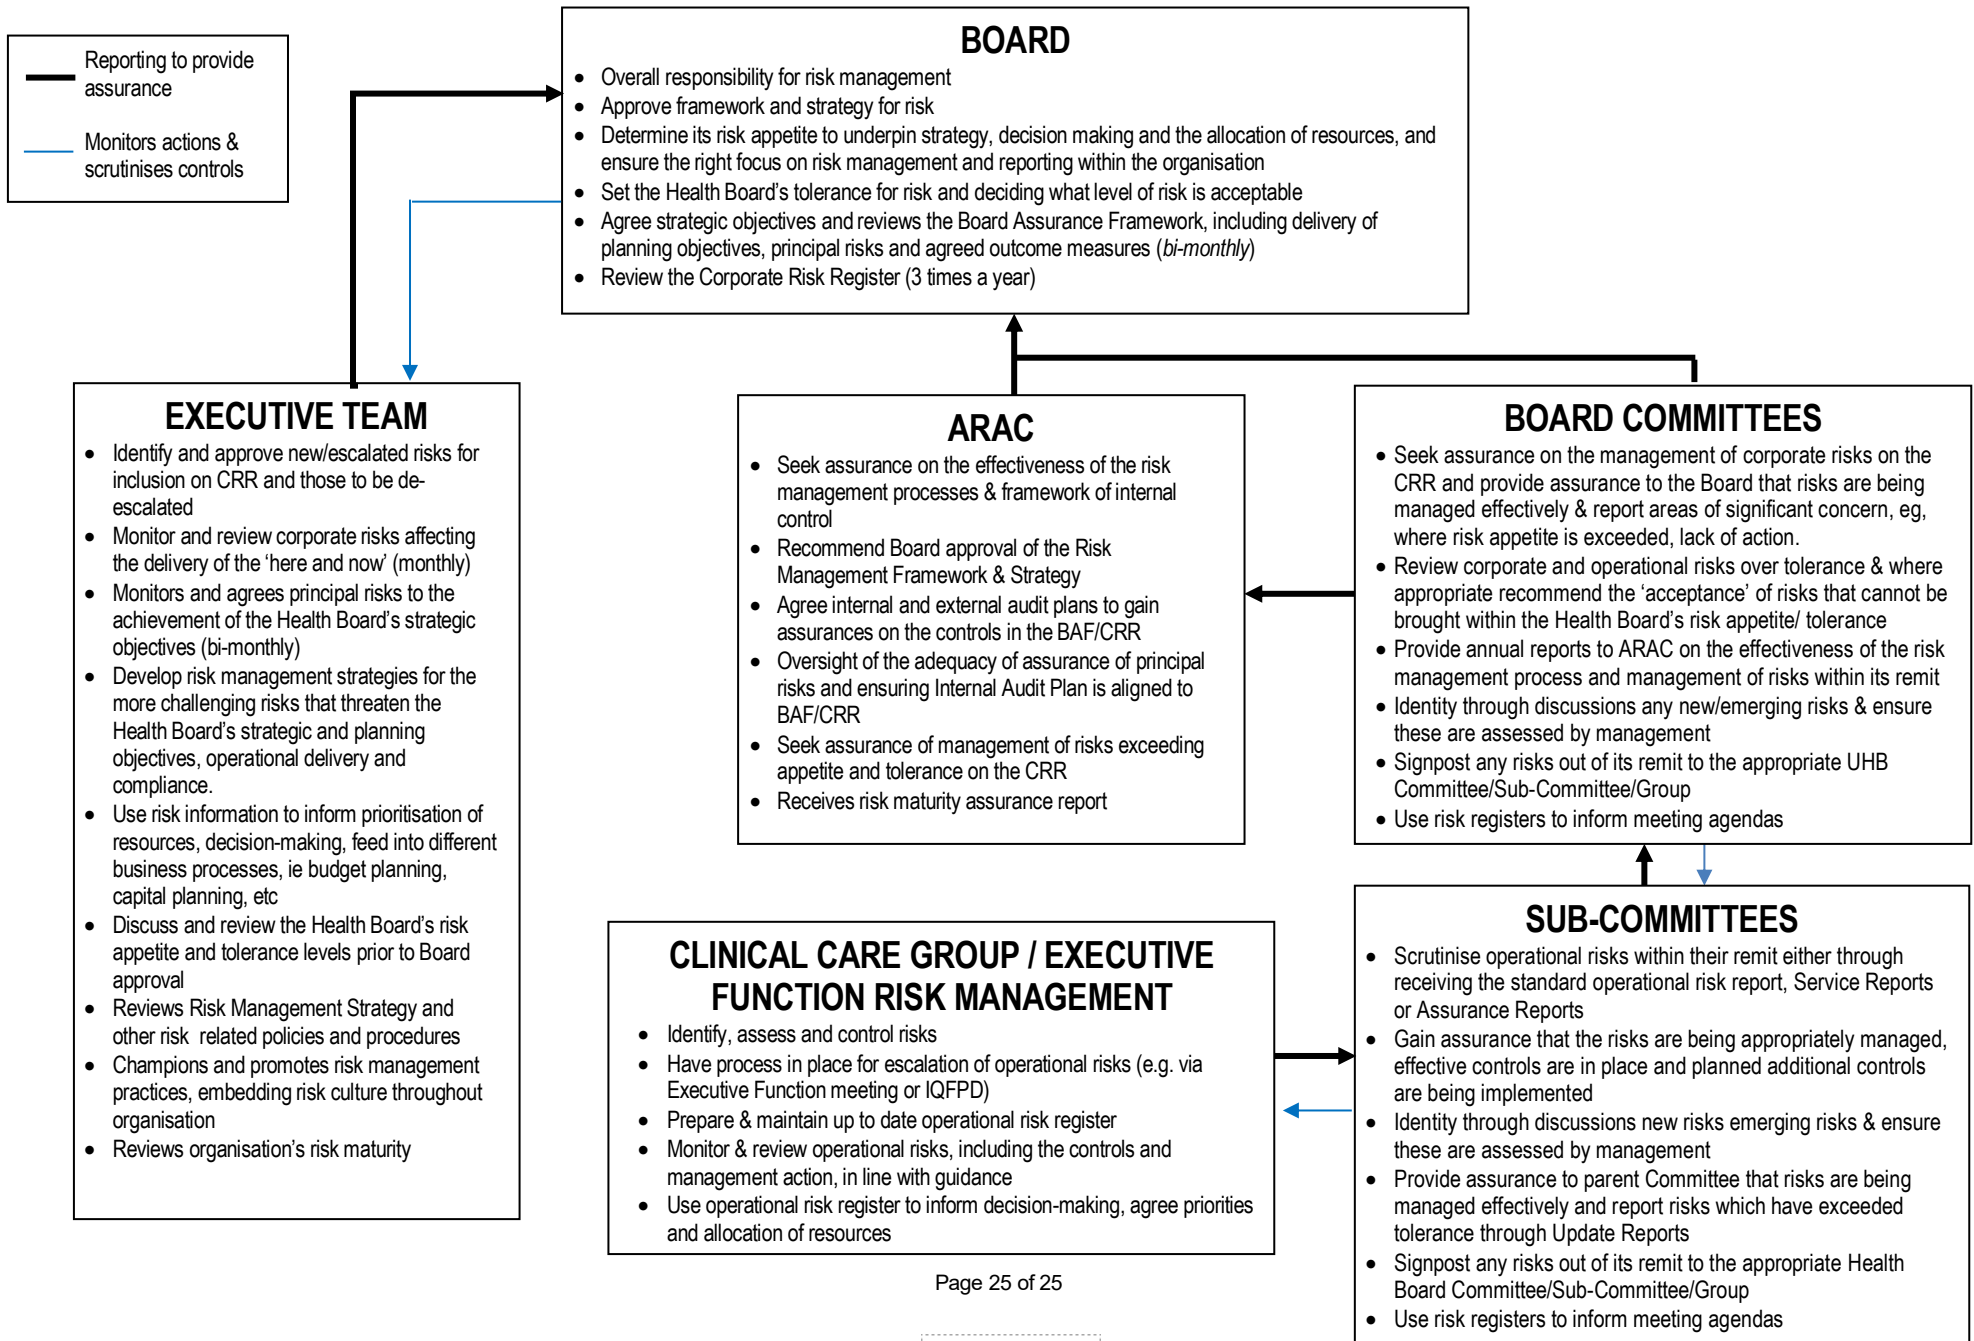 Reporting to provide
assurance
Monitors actions &
scrutinises controls
BOARD
• Overall responsibility for risk management
• Approve framework and strategy for risk
• Determine its risk appetite to underpin strategy, decision making and the allocation of resources, and
ensure the right focus on risk management and reporting within the organisation
• Set the Health Board’s tolerance for risk and deciding what level of risk is acceptable
• Agree strategic objectives and reviews the Board Assurance Framework, including delivery of
planning objectives, principal risks and agreed outcome measures (bi-monthly)
• Review the Corporate Risk Register (3 times a year)
EXECUTIVE TEAM
• Identify and approve new/escalated risks for
inclusion on CRR and those to be de-
escalated
• Monitor and review corporate risks affecting
the delivery of the ‘here and now’ (monthly)
• Monitors and agrees principal risks to the
achievement of the Health Board’s strategic
objectives (bi-monthly)
• Develop risk management strategies for the
more challenging risks that threaten the
Health Board’s strategic and planning
objectives, operational delivery and
compliance.
• Use risk information to inform prioritisation of
resources, decision-making, feed into different
business processes, ie budget planning,
capital planning, etc
• Discuss and review the Health Board’s risk
appetite and tolerance levels prior to Board
approval
• Reviews Risk Management Strategy and
other risk related policies and procedures
• Champions and promotes risk management
practices, embedding risk culture throughout
organisation
• Reviews organisation’s risk maturity
ARAC
• Seek assurance on the effectiveness of the risk
management processes & framework of internal
control
• Recommend Board approval of the Risk
Management Framework & Strategy
• Agree internal and external audit plans to gain
assurances on the controls in the BAF/CRR
• Oversight of the adequacy of assurance of principal
risks and ensuring Internal Audit Plan is aligned to
BAF/CRR
• Seek assurance of management of risks exceeding
appetite and tolerance on the CRR
• Receives risk maturity assurance report
BOARD COMMITTEES
• Seek assurance on the management of corporate risks on the
CRR and provide assurance to the Board that risks are being
managed effectively & report areas of significant concern, eg,
where risk appetite is exceeded, lack of action.
• Review corporate and operational risks over tolerance & where
appropriate recommend the ‘acceptance’ of risks that cannot be
brought within the Health Board’s risk appetite/ tolerance
• Provide annual reports to ARAC on the effectiveness of the risk
management process and management of risks within its remit
• Identity through discussions any new/emerging risks & ensure
these are assessed by management
• Signpost any risks out of its remit to the appropriate UHB
Committee/Sub-Committee/Group
• Use risk registers to inform meeting agendas
CLINICAL CARE GROUP / EXECUTIVE
FUNCTION RISK MANAGEMENT
• Identify, assess and control risks
• Have process in place for escalation of operational risks (e.g. via
Executive Function meeting or IQFPD)
• Prepare & maintain up to date operational risk register
• Monitor & review operational risks, including the controls and
management action, in line with guidance
• Use operational risk register to inform decision-making, agree priorities
and allocation of resources
SUB-COMMITTEES
• Scrutinise operational risks within their remit either through
receiving the standard operational risk report, Service Reports
or Assurance Reports
• Gain assurance that the risks are being appropriately managed,
effective controls are in place and planned additional controls
are being implemented
• Identity through discussions new risks emerging risks & ensure
these are assessed by management
• Provide assurance to parent Committee that risks are being
managed effectively and report risks which have exceeded
tolerance through Update Reports
• Signpost any risks out of its remit to the appropriate Health
Board Committee/Sub-Committee/Group
• Use risk registers to inform meeting agendas
Page 25 of 25